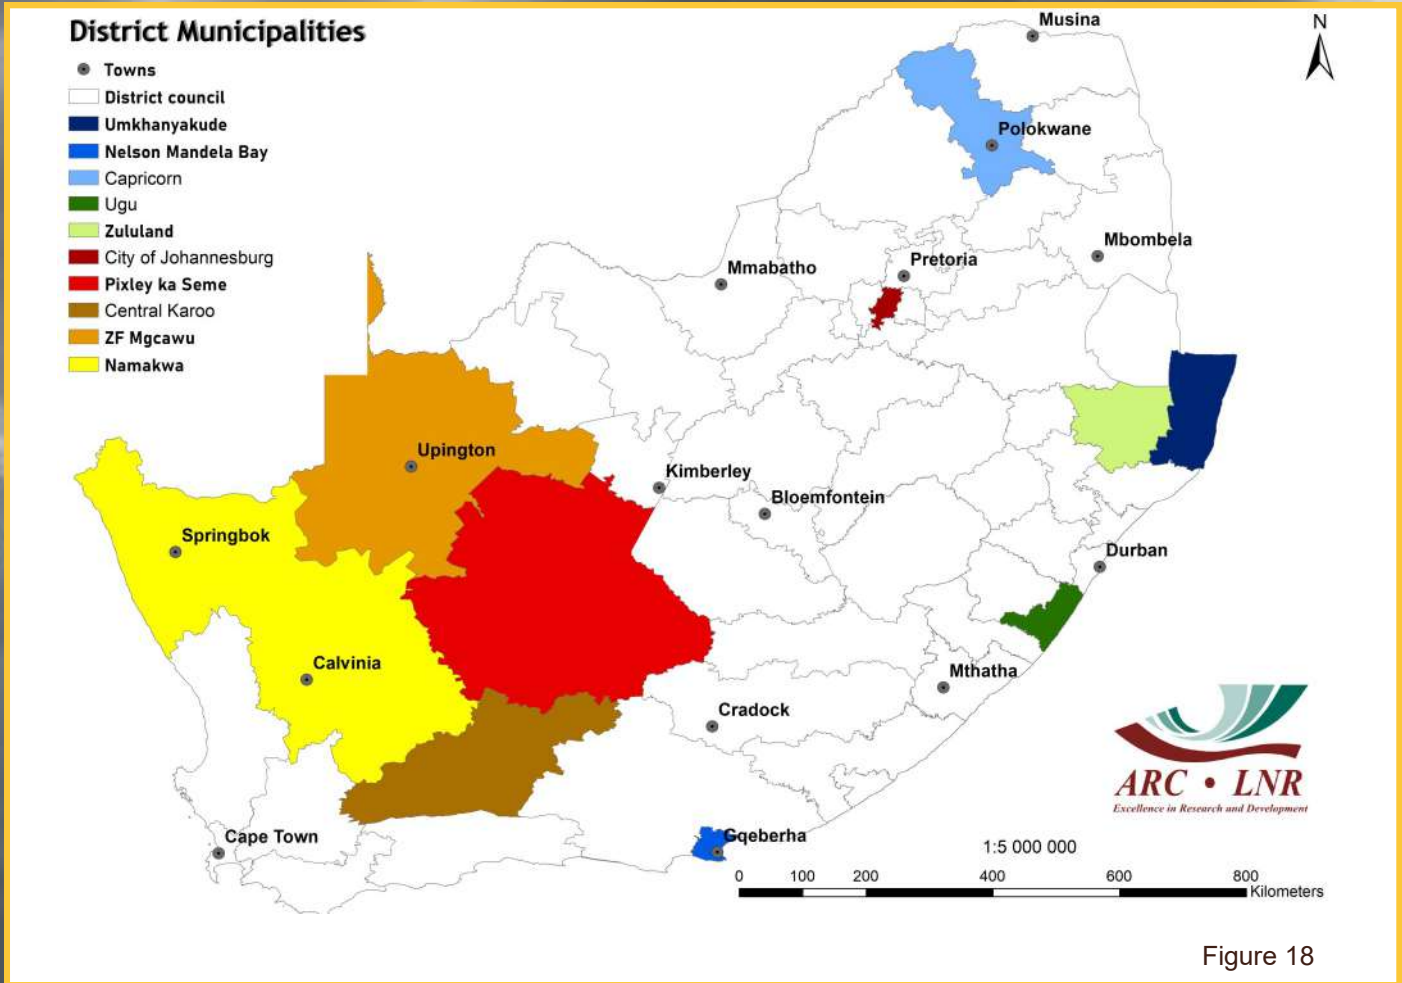 District Municipalities
Towns
District council
Umkhanyakude
Nelson Mandela Bay
Capricorn
Ugu
Zululand
City of Johannesburg
Pixley ka Seme
Central Karoo
ZF Mgcawu
Namakwa
Musina
N
Polokwane
Mbombela
Pretoria
Mmabatho
Upington
Kimberley
Bloemfontein
Springbok
Durban
Calvinia
Mthatha
Cradock
Cape Town
Gqeberha
ARC • LNR
Excellence in Research and Development
1:5 000 000
0 100 200 400 600 800
Kilometers
Figure 18